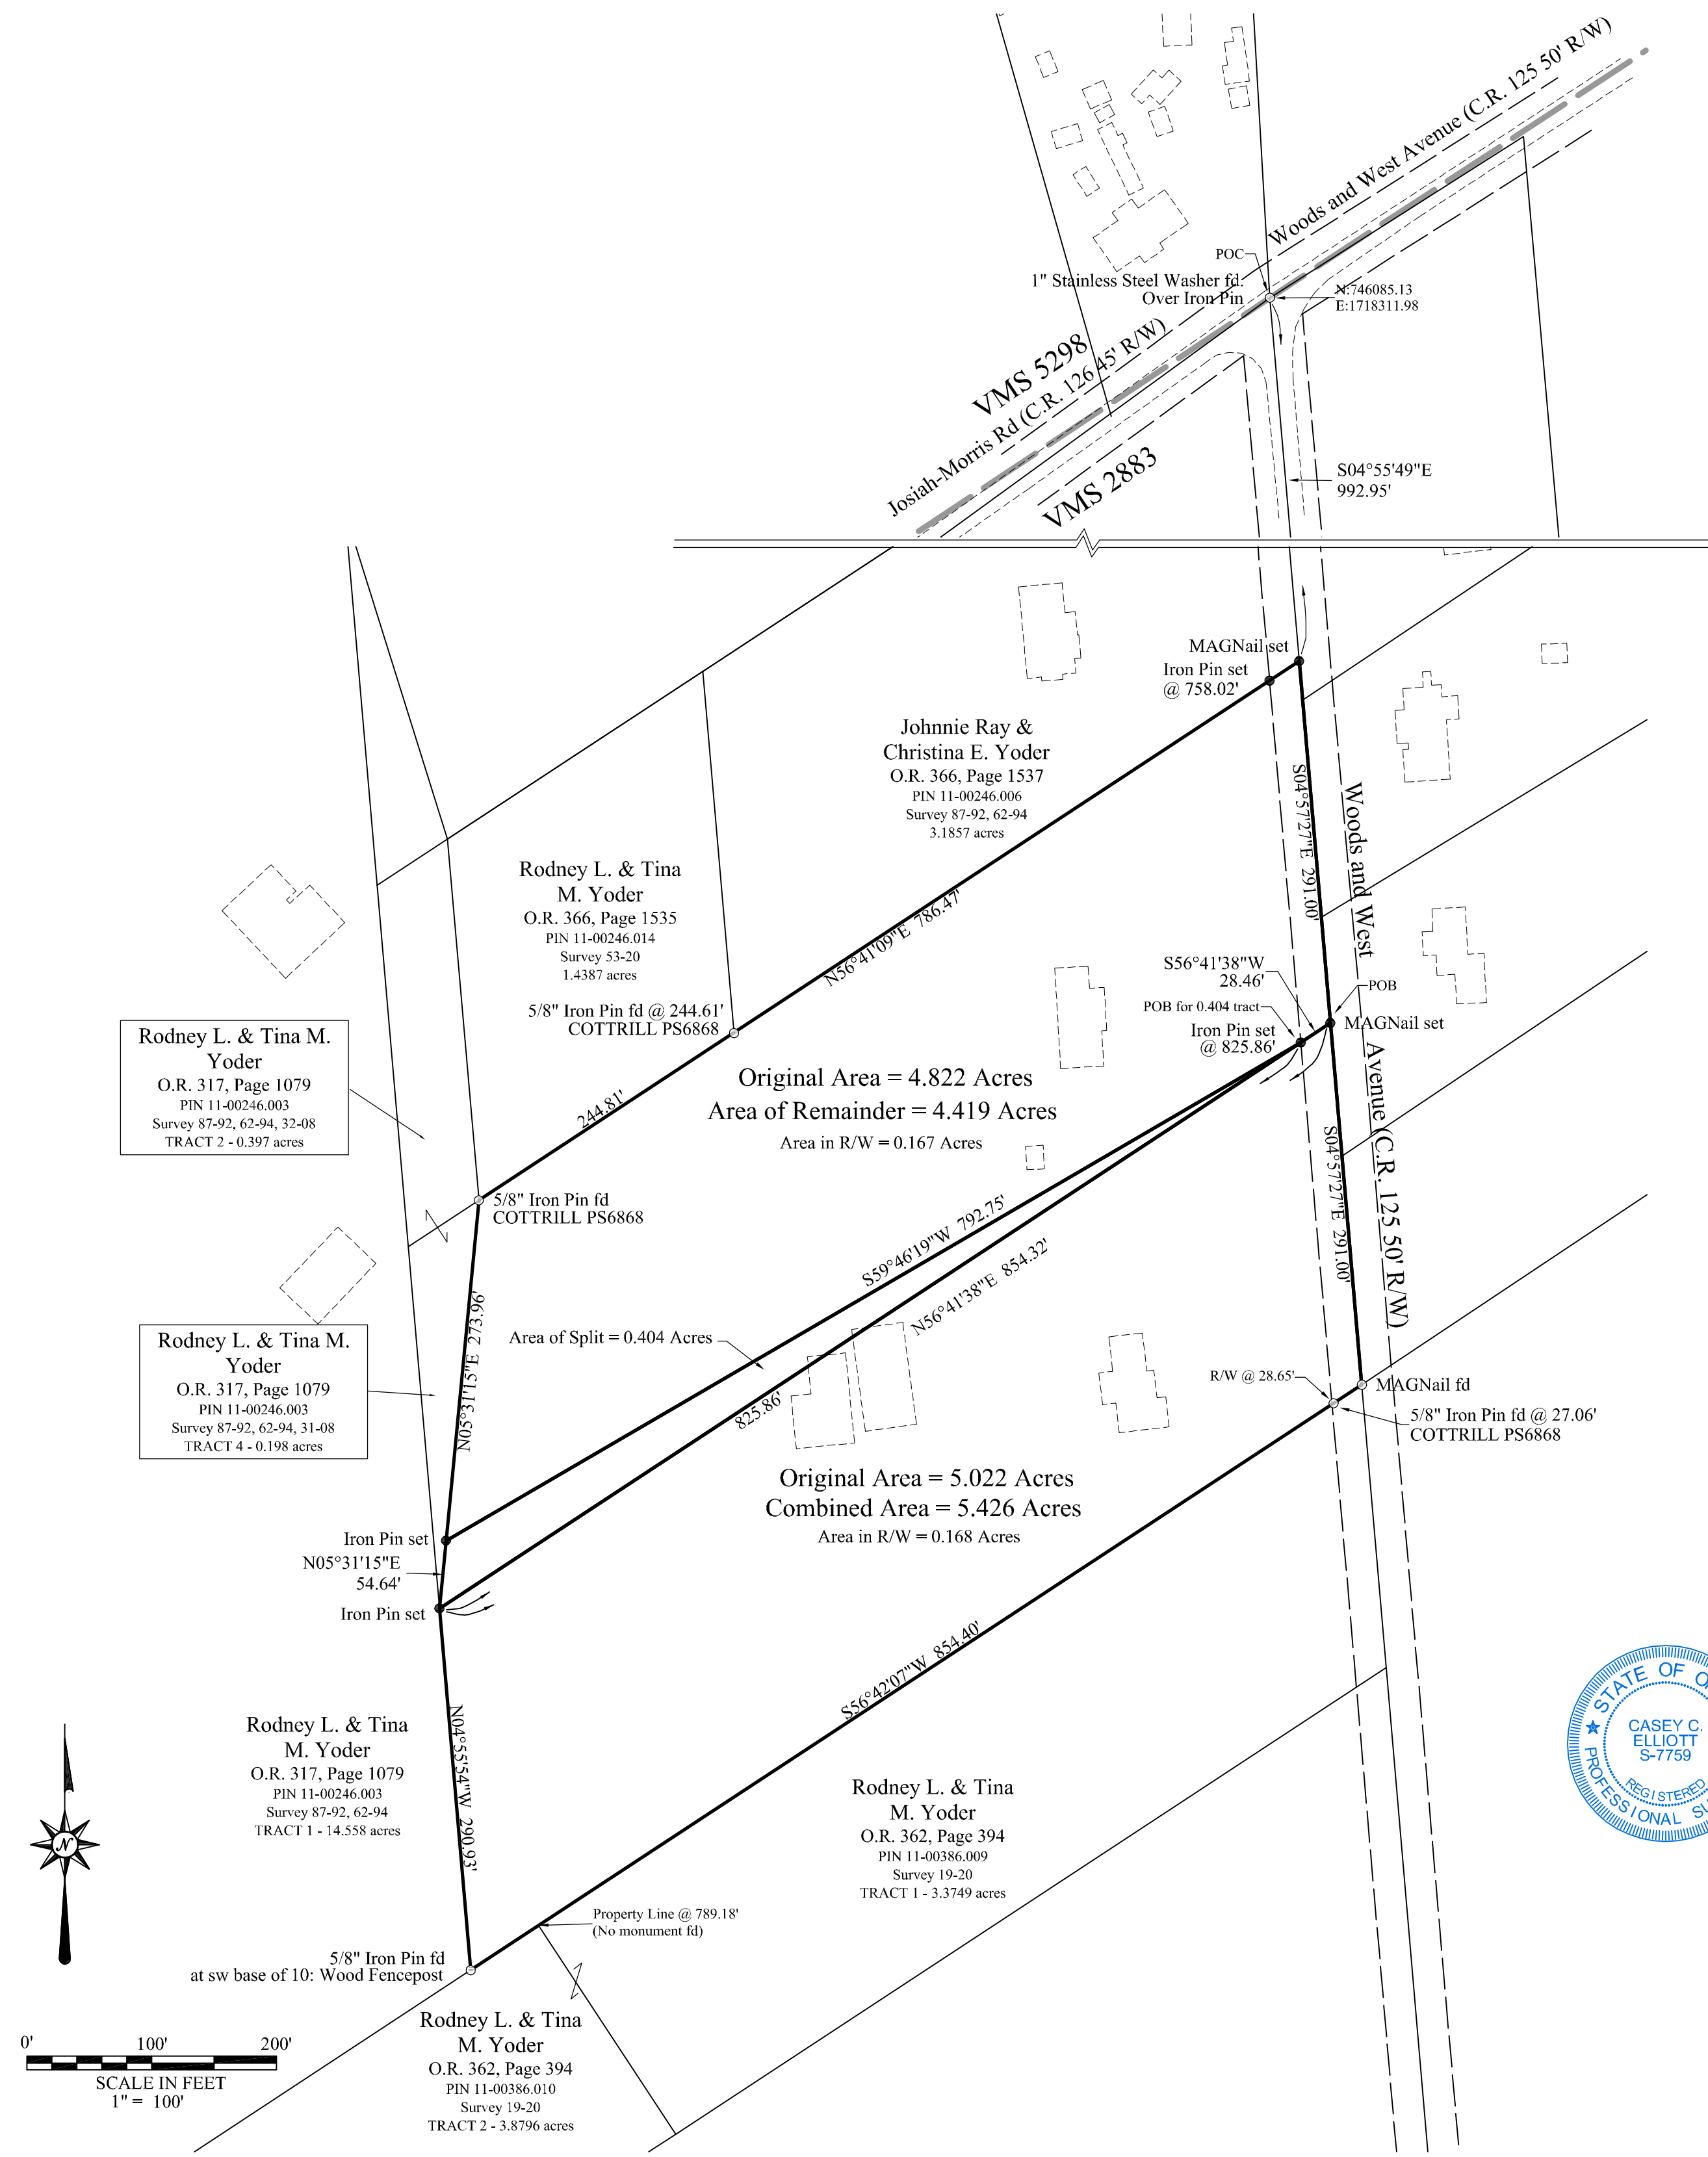 Woods and West Avenue (C.R. 125 50' R/W)
POC
1" Stainless Steel Washer fd.
Over Iron Pin
N:746085.13
E:1718311.98
VMS 5298
Josiah-Morris Rd (C.R. 126 45' R/W)
VMS 2883
S04°55'49"E
992.95'
MAGNail set
Iron Pin set
@ 758.02'
Johnnie Ray &
Christina E. Yoder
O.R. 366, Page 1537
PIN 11-00246.006
Survey 87-92, 62-94
3.1857 acres
S04°57'27"E 291.00'
Woods and West
Avenue (C.R. 125 50' R/W)
Rodney L. & Tina
M. Yoder
O.R. 366, Page 1535
PIN 11-00246.014
Survey 53-20
1.4387 acres
N56°41'09"E 786.47'
5/8" Iron Pin fd @ 244.61'
COTTRILL PS6868
S56°41'38"W
28.46'
POB
POB for 0.404 tract
MAGNail set
Iron Pin set
@ 825.86'
Rodney L. & Tina M.
Yoder
O.R. 317, Page 1079
PIN 11-00246.003
Survey 87-92, 62-94, 32-08
TRACT 2 - 0.397 acres
Original Area = 4.822 Acres
Area of Remainder = 4.419 Acres
Area in R/W = 0.167 Acres
244.81'
5/8" Iron Pin fd
COTTRILL PS6868
S04°57'27"E 291.00'
S59°46'19"W 792.75'
N56°41'38"E 854.32'
N05°31'15"E 273.96'
Area of Split = 0.404 Acres
Rodney L. & Tina M.
Yoder
O.R. 317, Page 1079
PIN 11-00246.003
Survey 87-92, 62-94, 31-08
TRACT 4 - 0.198 acres
825.86'
R/W @ 28.65'
MAGNail fd
5/8" Iron Pin fd @ 27.06'
COTTRILL PS6868
Original Area = 5.022 Acres
Combined Area = 5.426 Acres
Area in R/W = 0.168 Acres
Iron Pin set
N05°31'15"E
54.64'
Iron Pin set
S56°42'07"W 854.40'
N04°55'54"W 290.93'
Rodney L. & Tina
M. Yoder
O.R. 317, Page 1079
PIN 11-00246.003
Survey 87-92, 62-94
TRACT 1 - 14.558 acres
Rodney L. & Tina
M. Yoder
O.R. 362, Page 394
PIN 11-00386.009
Survey 19-20
TRACT 1 - 3.3749 acres
STATE OF O
CASEY C.
ELLIOTT
S-7759
REGISTERED
PROFESSIONAL SU
N
Property Line @ 789.18'
(No monument fd)
5/8" Iron Pin fd
at sw base of 10: Wood Fencepost
Rodney L. & Tina
M. Yoder
O.R. 362, Page 394
PIN 11-00386.010
Survey 19-20
TRACT 2 - 3.8796 acres
0' 100' 200'
SCALE IN FEET
1" = 100'